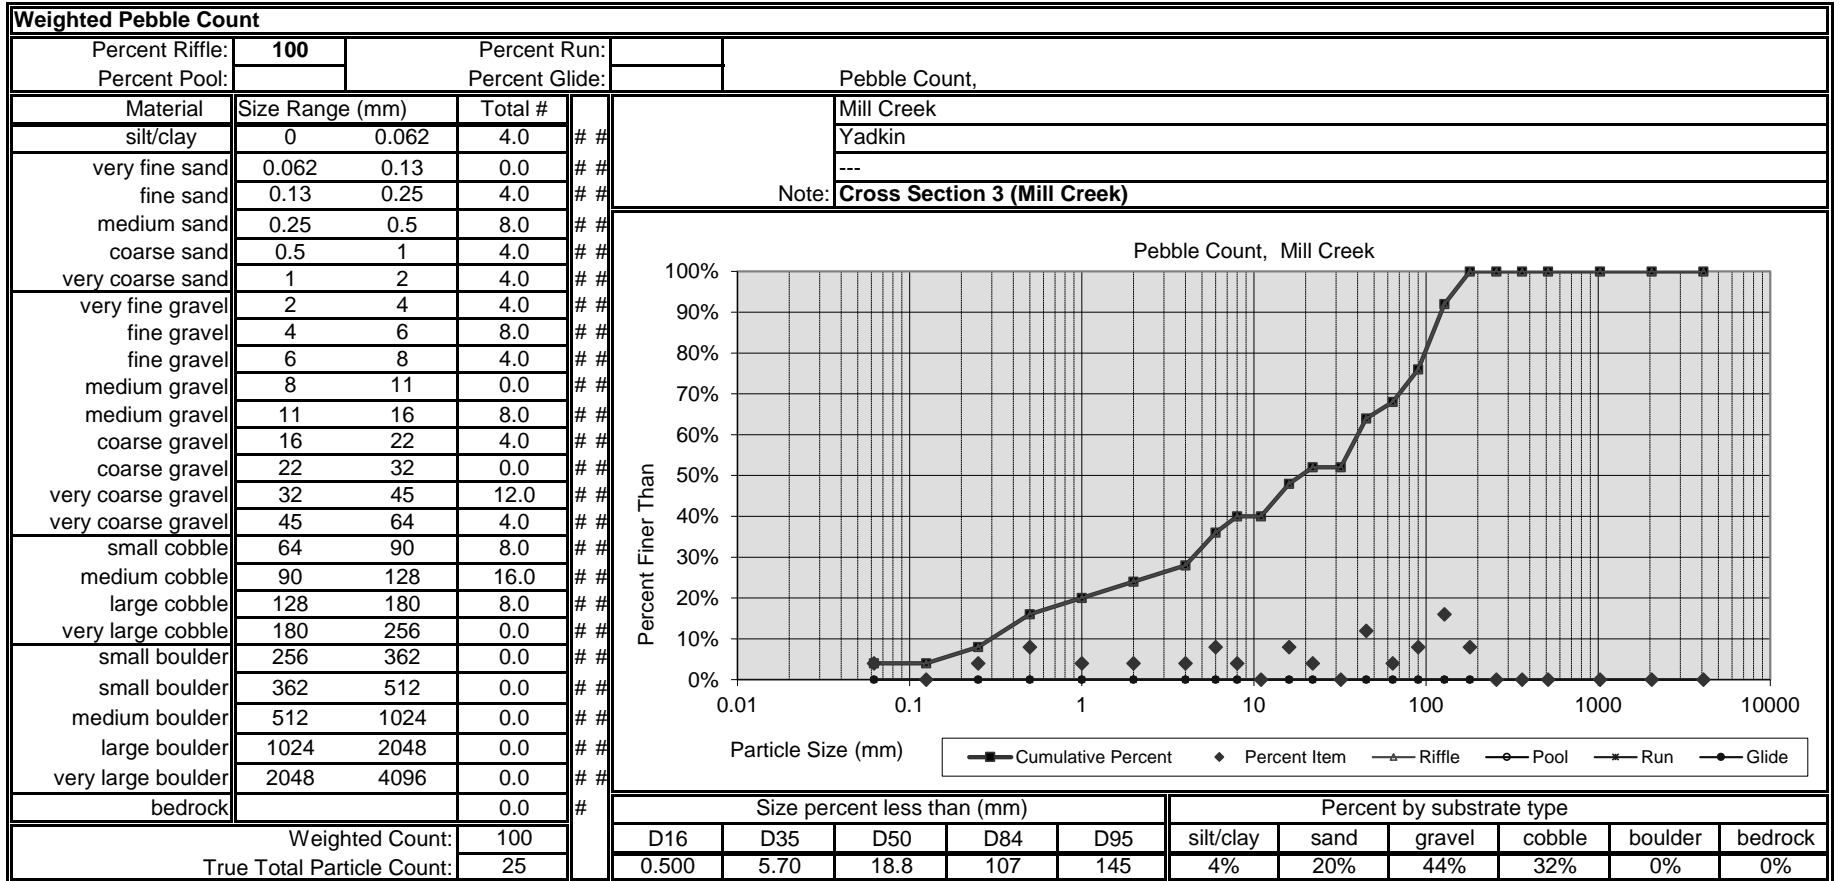 Weighted Pebble Count
Percent Riffle: 100 Percent Run:
Percent Pool: Percent Glide: Pebble Count,
Material Size Range (mm) Total # Mill Creek
silt/clay 0 0.062 4.0 # # Yadkin
very fine sand 0.062 0.13 0.0 # # ---
fine sand 0.13 0.25 4.0 # # Note: Cross Section 3 (Mill Creek)
medium sand 0.25 0.5 8.0 # #
coarse sand 0.5 1 4.0 # #
very coarse sand 1 2 4.0 # #
very fine gravel 2 4 4.0 # #
fine gravel 4 6 8.0 # #
fine gravel 6 8 4.0 # #
medium gravel 8 11 0.0 # #
medium gravel 11 16 8.0 # #
coarse gravel 16 22 4.0 # #
coarse gravel 22 32 0.0 # #
very coarse gravel 32 45 12.0 # #
very coarse gravel 45 64 4.0 # #
small cobble 64 90 8.0 # #
medium cobble 90 128 16.0 # #
large cobble 128 180 8.0 # #
very large cobble 180 256 0.0 # #
small boulder 256 362 0.0 # #
small boulder 362 512 0.0 # #
medium boulder 512 1024 0.0 # #
large boulder 1024 2048 0.0 # #
very large boulder 2048 4096 0.0 # #
bedrock 0.0 #
Weighted Count: 100
True Total Particle Count: 25
Pebble Count, Mill Creek
100%
90%
80%
70%
60%
50%
40%
30%
20%
10%
0%
Percent Finer Than
0.01 0.1 1 10 100 1000 10000
Particle Size (mm)
Cumulative Percent Percent Item Riffle Pool Run Glide
Size percent less than (mm) Percent by substrate type
D16 D35 D50 D84 D95 silt/clay sand gravel cobble boulder bedrock
0.500 5.70 18.8 107 145 4% 20% 44% 32% 0% 0%